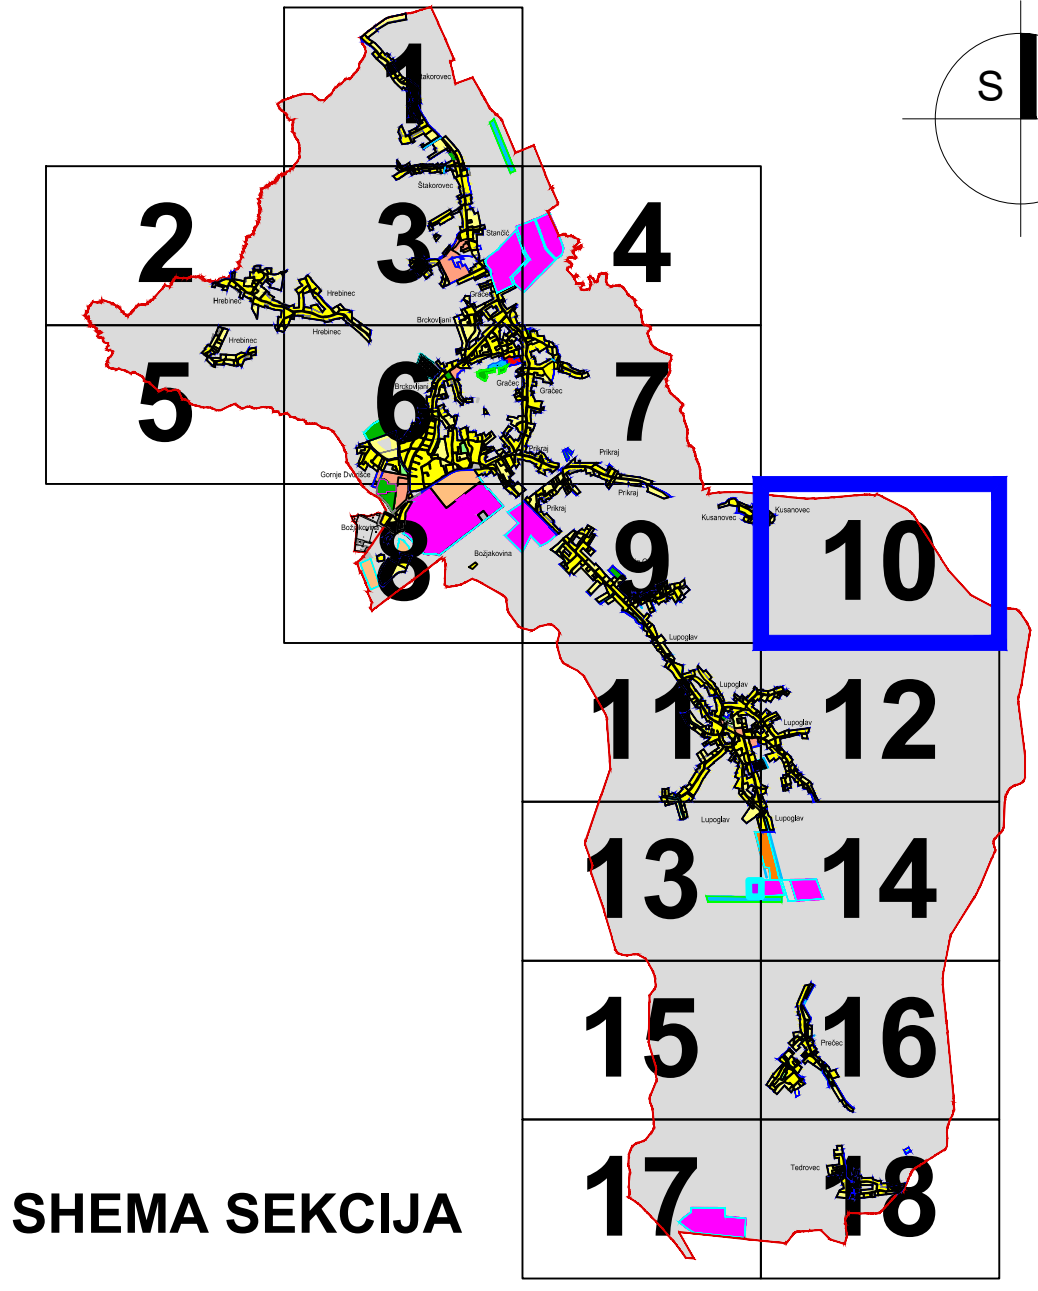 1
S
Štakorovec
2
3
4
Štakorovec
Stančić
Hrebinec
Hrebinec
Hrebinec
Gračec
Brckovljani
5
6
7
Hrebinec
Brckovljani
Gračec
Gračec
Prikraj
Prikraj
Gornje Dvorišće
Prikraj
Prikraj
8
9
10
Kusanovec
Kusanovec
Božjakovina
Božjakovina
Lupoglav
11
12
Lupoglav
Lupoglav
Lupoglav
Lupoglav
13
14
15
16
Prečec
17
18
Tedrovec
SHEMA SEKCIJA